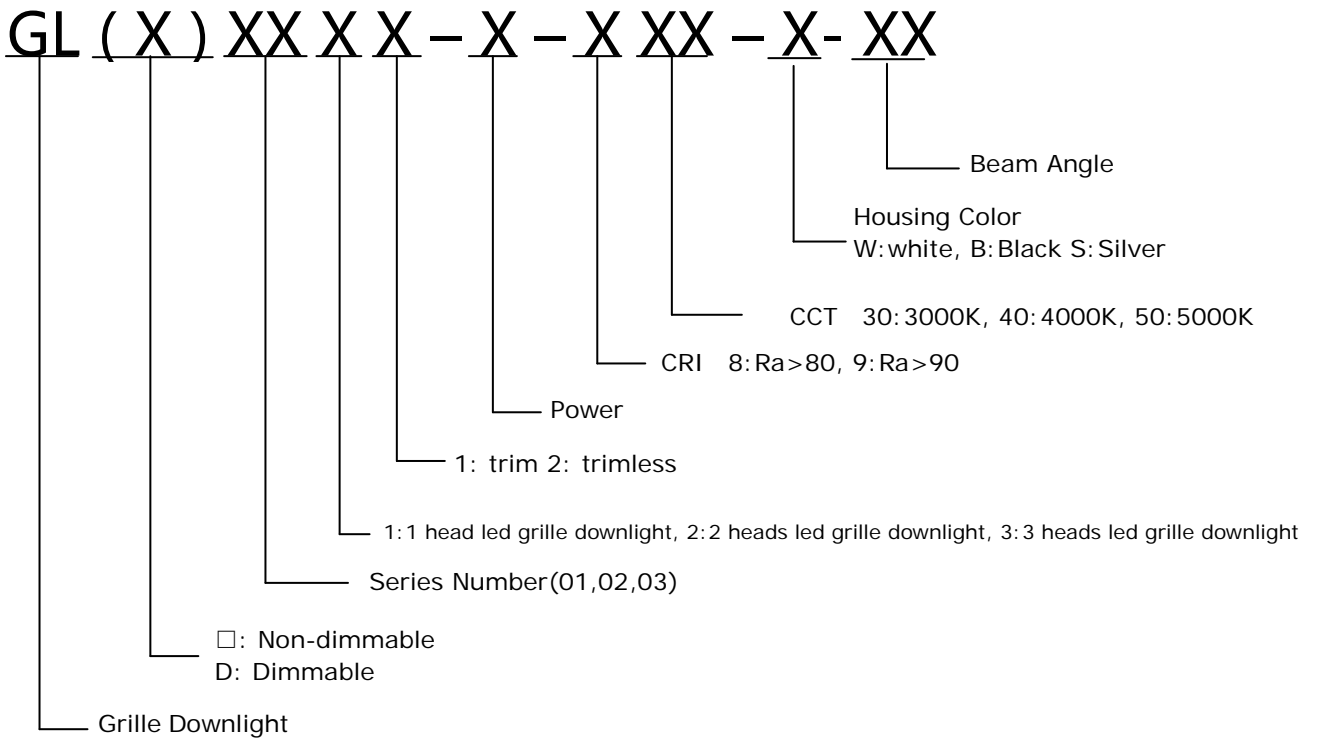 GL (X) XX X X – X – X XX – X- XX
Beam Angle
Housing Color
W:white, B:Black S:Silver
CCT 30:3000K, 40:4000K, 50:5000K
CRI 8:Ra>80, 9:Ra>90
Power
1: trim 2: trimless
1:1 head led grille downlight, 2:2 heads led grille downlight, 3:3 heads led grille downlight
Series Number(01,02,03)
□: Non-dimmable
D: Dimmable
Grille Downlight